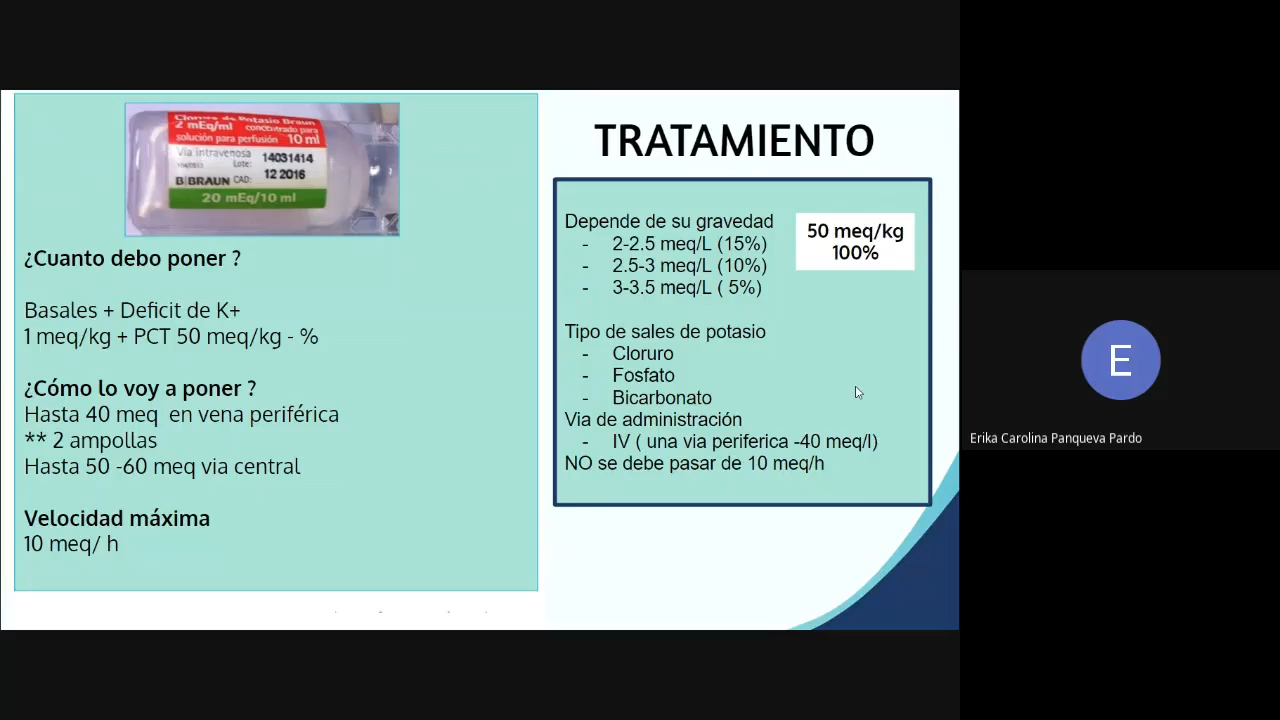 Cloruro de Potasio Braun
2 mEq/ml concentrado para
solución para perfusión 10 ml
Vía intravenosa
Lote: 14031414
B|BRAUN CAD: 12 2016
20 mEq/10 ml
¿Cuanto debo poner ?
Basales + Deficit de K+
1 meq/kg + PCT 50 meq/kg - %
¿Cómo lo voy a poner ?
Hasta 40 meq en vena periférica
** 2 ampollas
Hasta 50 -60 meq via central
Velocidad máxima
10 meq/ h
TRATAMIENTO
Depende de su gravedad
- 2-2.5 meq/L (15%)
- 2.5-3 meq/L (10%)
- 3-3.5 meq/L ( 5%)
50 meq/kg
100%
Tipo de sales de potasio
- Cloruro
- Fosfato
- Bicarbonato
Via de administración
- IV ( una via periferica -40 meq/l)
NO se debe pasar de 10 meq/h
E
Erika Carolina Panqueva Pardo